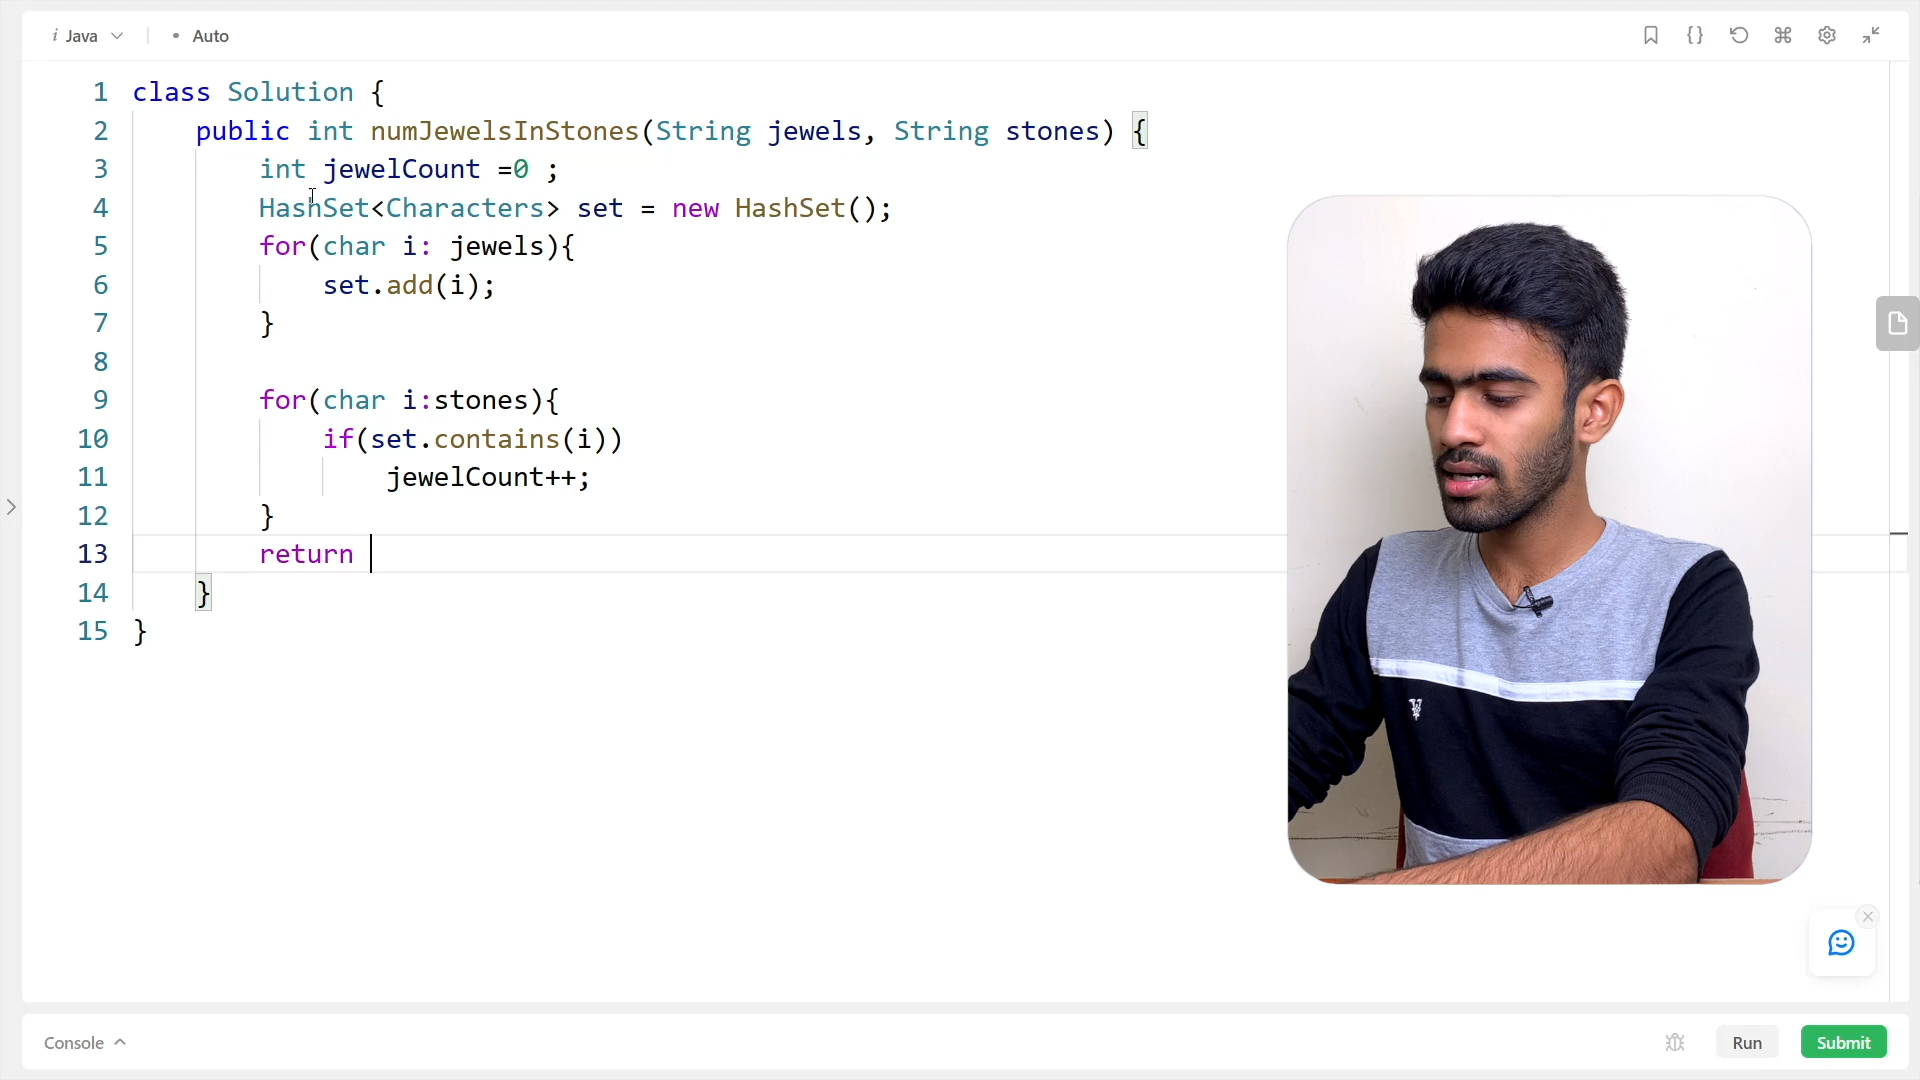 Java Auto
1 class Solution {
2 public int numJewelsInStones(String jewels, String stones) {
3 int jewelCount =0 ;
4 HashSet<Characters> set = new HashSet();
5 for(char i: jewels){
6 set.add(i);
7 }
8
9 for(char i:stones){
10 if(set.contains(i))
11 jewelCount++;
12 }
13 return
14 }
15 }
Console Run Submit